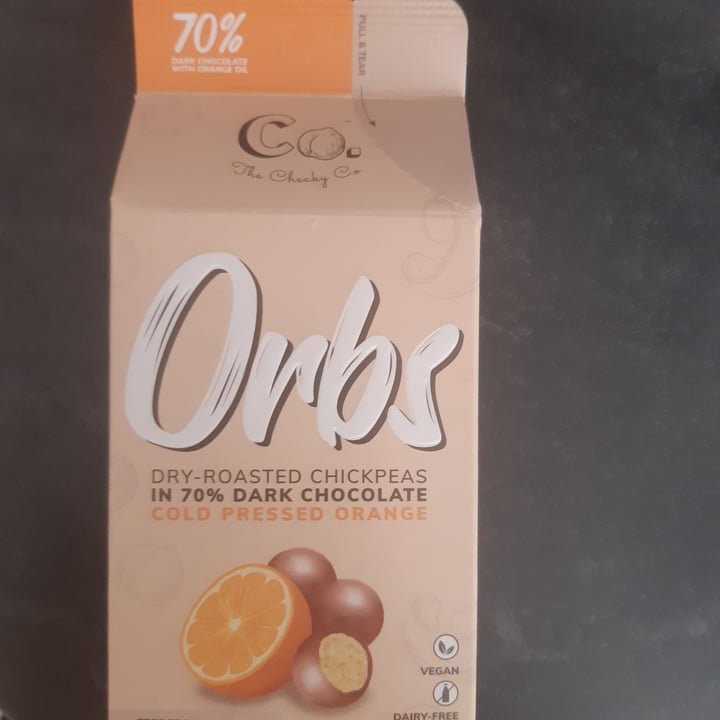 70%
DARK CHOCOLATE
WITH ORANGE OIL
PULL & TEAR
Co.
The Cheaky Co
Orbs
DRY-ROASTED CHICKPEAS
IN 70% DARK CHOCOLATE
COLD PRESSED ORANGE
VEGAN
DAIRY-FREE